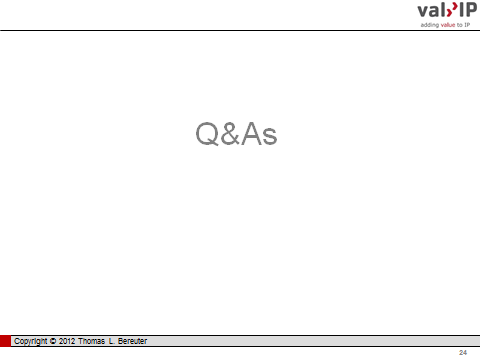 val>>IP
adding value to IP
Q&As
Copyright © 2012 Thomas L. Bereuter
24